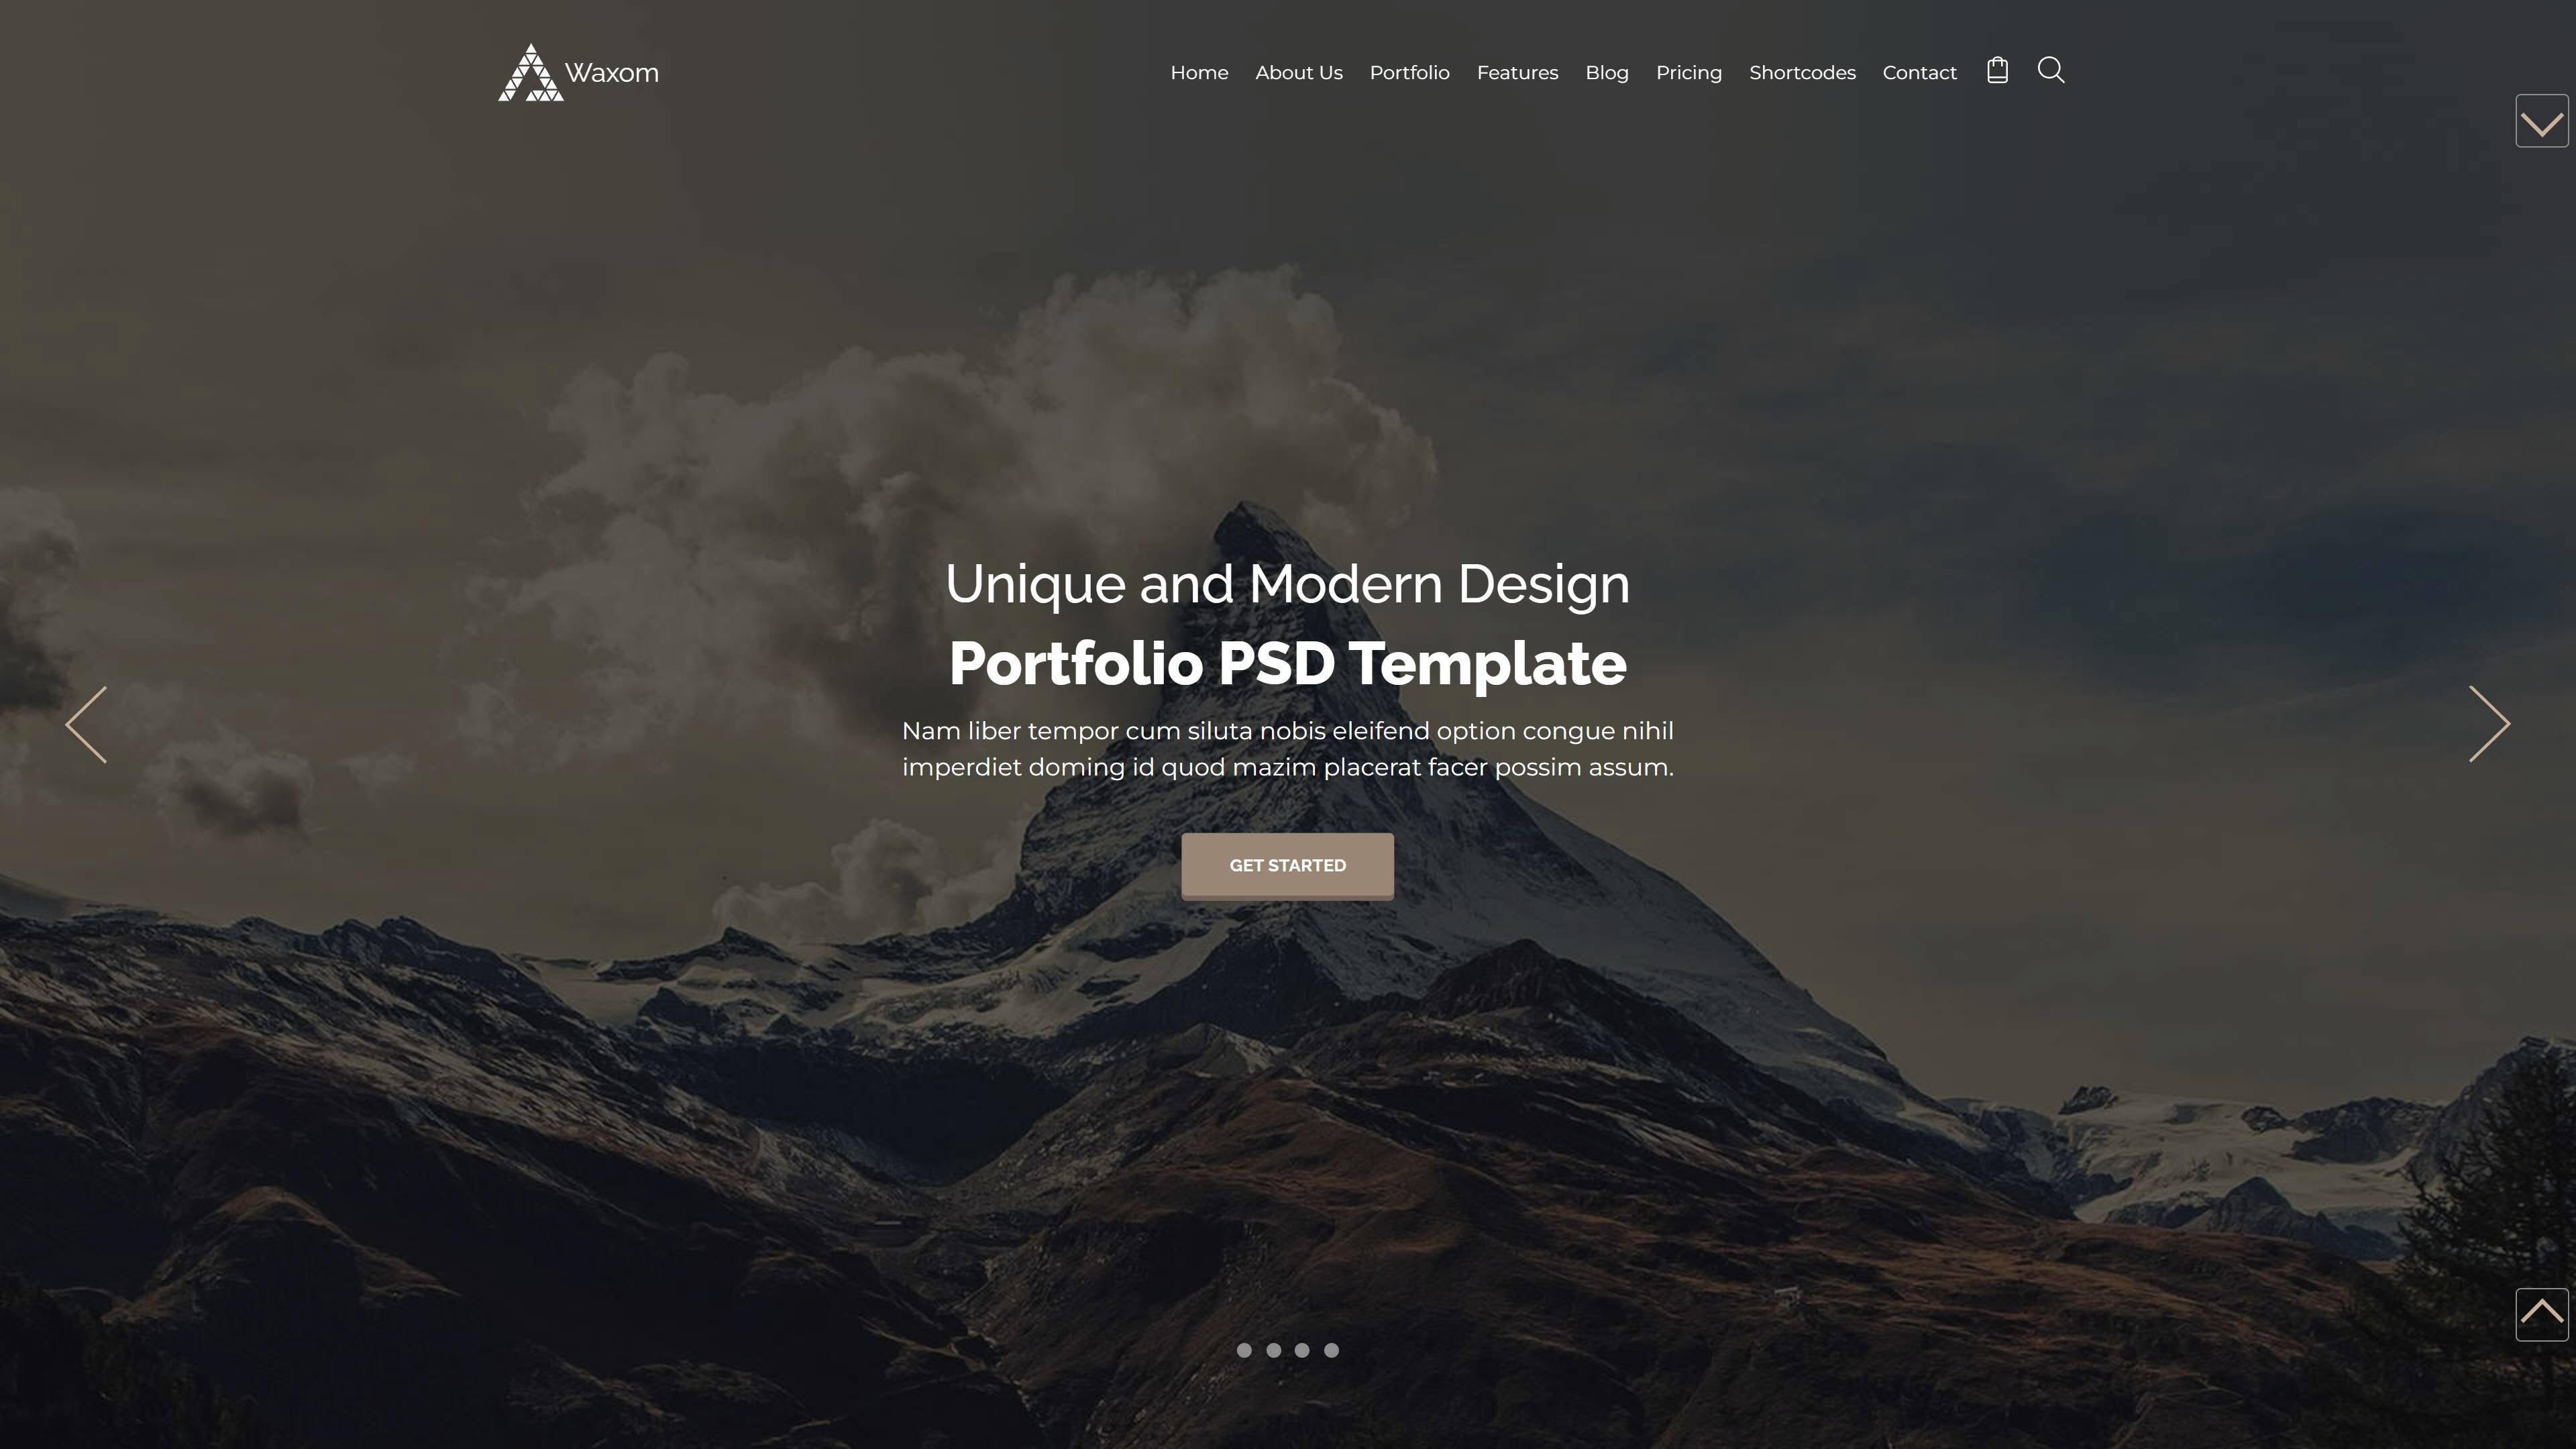 Waxom
Home About Us Portfolio Features Blog Pricing Shortcodes Contact
Unique and Modern Design
Portfolio PSD Template
Nam liber tempor cum siluta nobis eleifend option congue nihil
imperdiet doming id quod mazim placerat facer possim assum.
GET STARTED